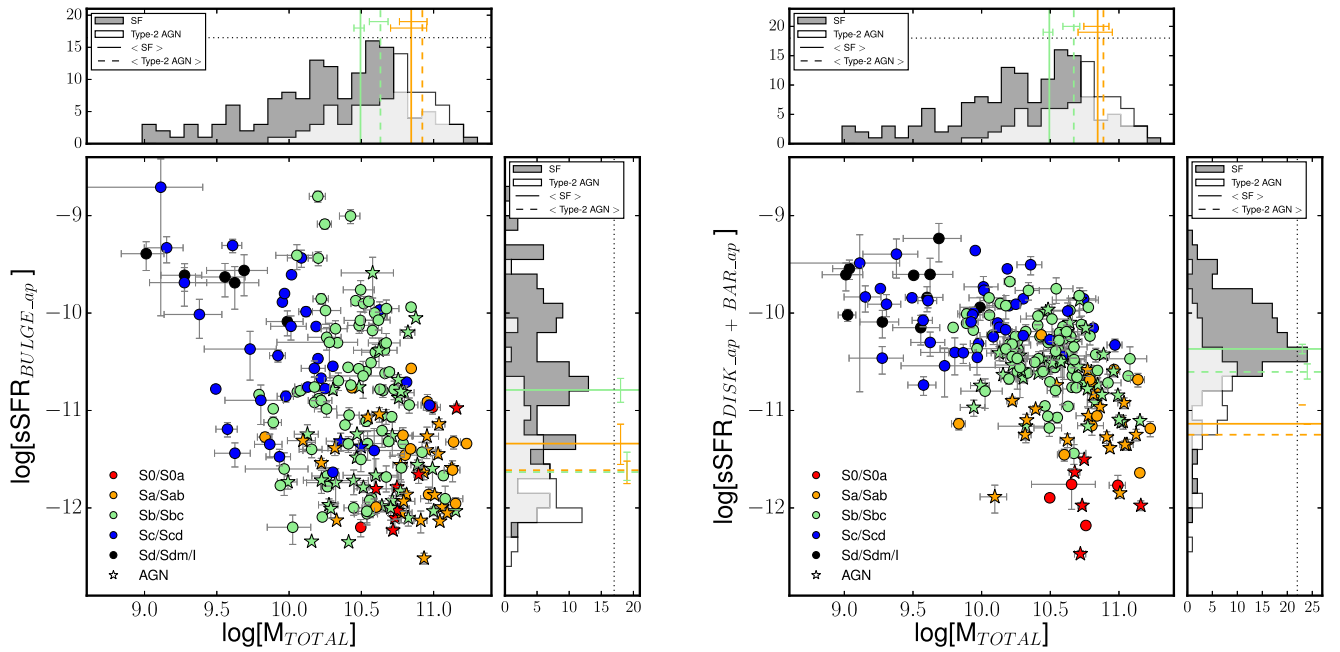 SF
Type-2 AGN
< SF >
< Type-2 AGN >
20
15
10
5
0
SF
Type-2 AGN
< SF >
< Type-2 AGN >
−9
−10
−11
−12
log[sSFR_BULGE_ap]
S0/S0a
Sa/Sab
Sb/Sbc
Sc/Scd
Sd/Sdm/I
AGN
9.0 9.5 10.0 10.5 11.0
log[M_TOTAL]
0 5 10 15 20
SF
Type-2 AGN
< SF >
< Type-2 AGN >
20
15
10
5
0
SF
Type-2 AGN
< SF >
< Type-2 AGN >
−9
−10
−11
−12
log[sSFR_DISK_ap + BAR_ap]
S0/S0a
Sa/Sab
Sb/Sbc
Sc/Scd
Sd/Sdm/I
AGN
9.0 9.5 10.0 10.5 11.0
log[M_TOTAL]
0 5 10 15 20 25